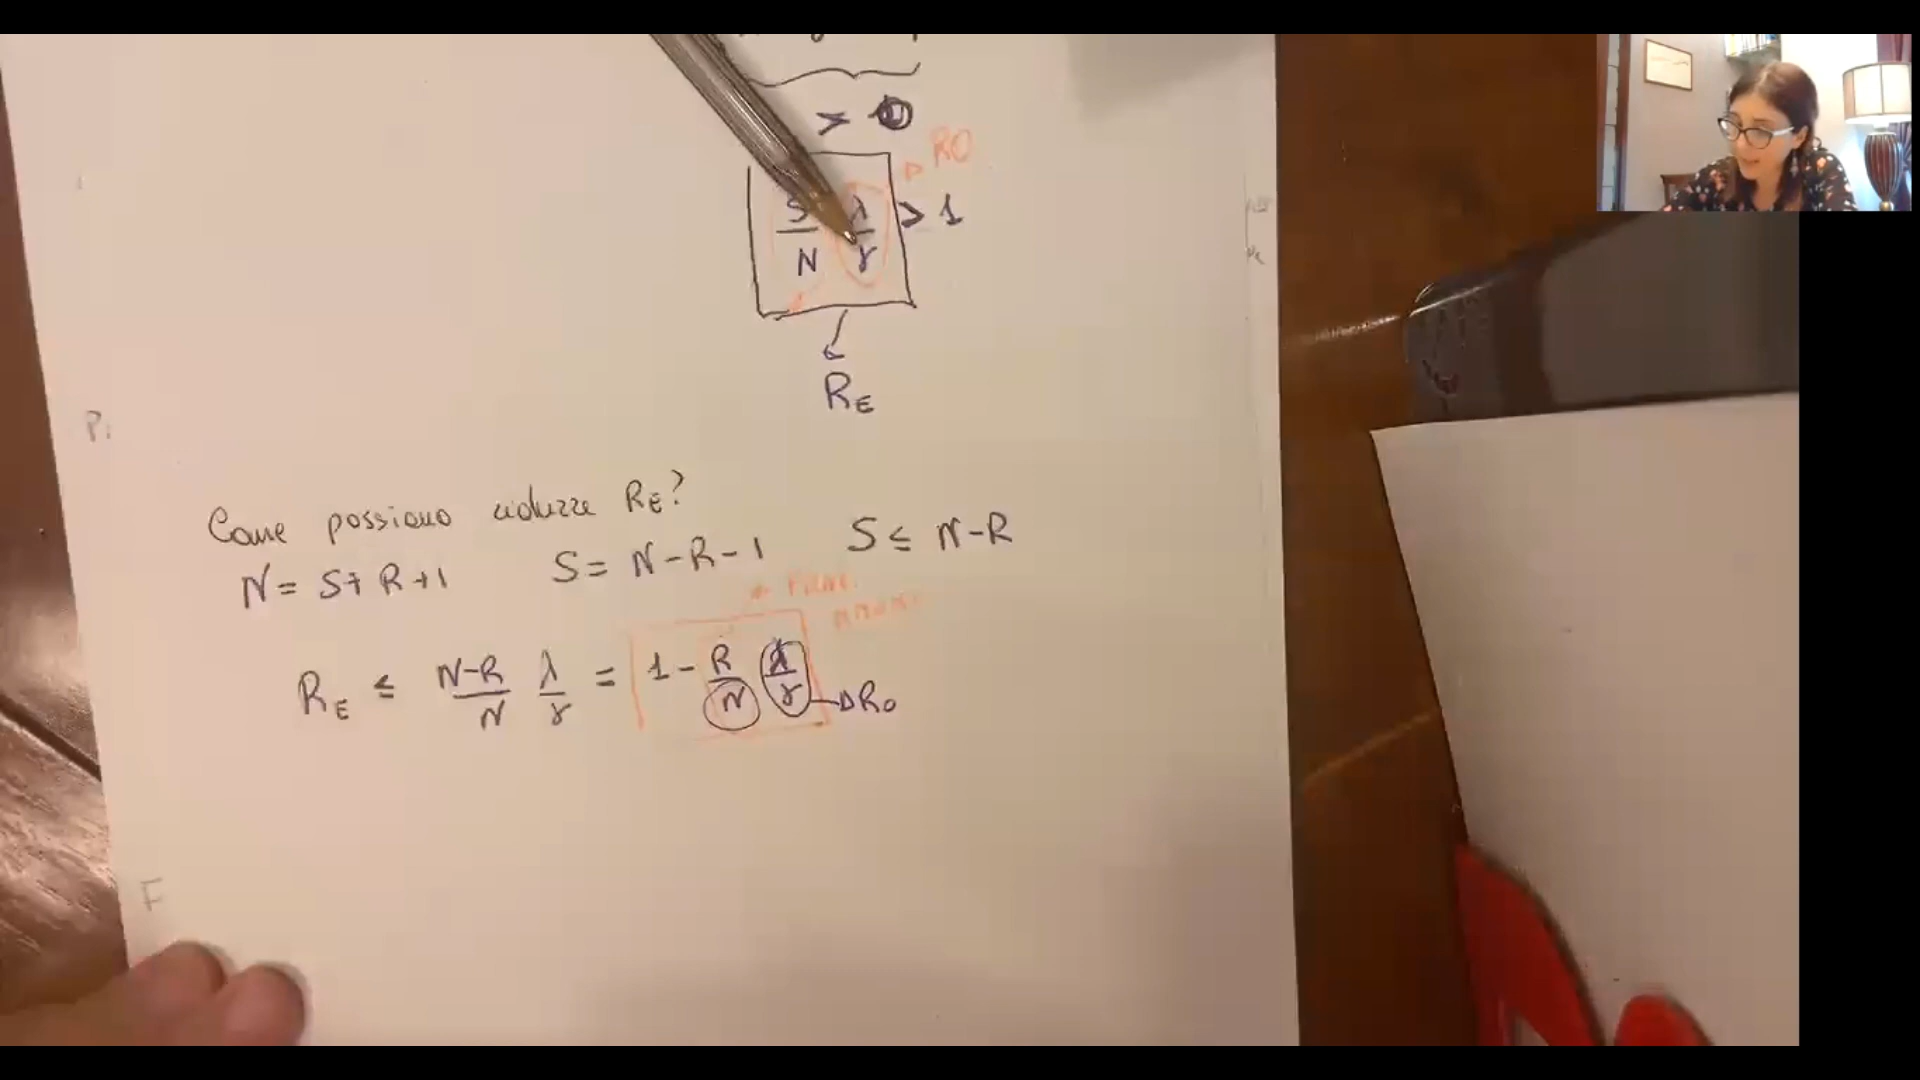 > 0
R0
S/N λ/γ > 1
R_E
Come possiamo ridurre R_E?
N = S+R+1 S = N-R-1 S ≤ N-R
R_E ≤ N-R/N λ/γ = 1 - R/N λ/γ → R0
P.
F